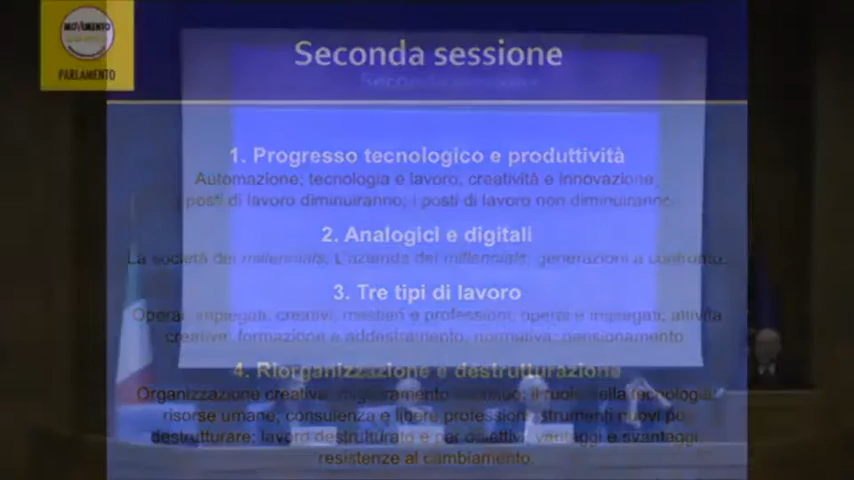 MOVIMENTO
PARLAMENTO
Seconda sessione
Seconda sessione
1. Progresso tecnologico e produttività
Automazione; tecnologia e lavoro, creatività e innovazione,
i posti di lavoro diminuiranno; i posti di lavoro non diminuiranno
2. Analogici e digitali
La società dei millennials; L'azienda dei millennials; generazioni a confronto.
3. Tre tipi di lavoro
Operai, impiegati, creativi, mestieri e professioni; operai e impiegati; attività
creative; formazione e addestramento, normativa; pensionamento
4. Riorganizzazione e destrutturazione
Organizzazione creativa; miglioramento continuo; il ruolo della tecnologia;
risorse umane; consulenza e libere professioni strumenti nuovi per
destrutturare; lavoro destrutturato e per obiettivi, vantaggi e svantaggi,
resistenze al cambiamento.